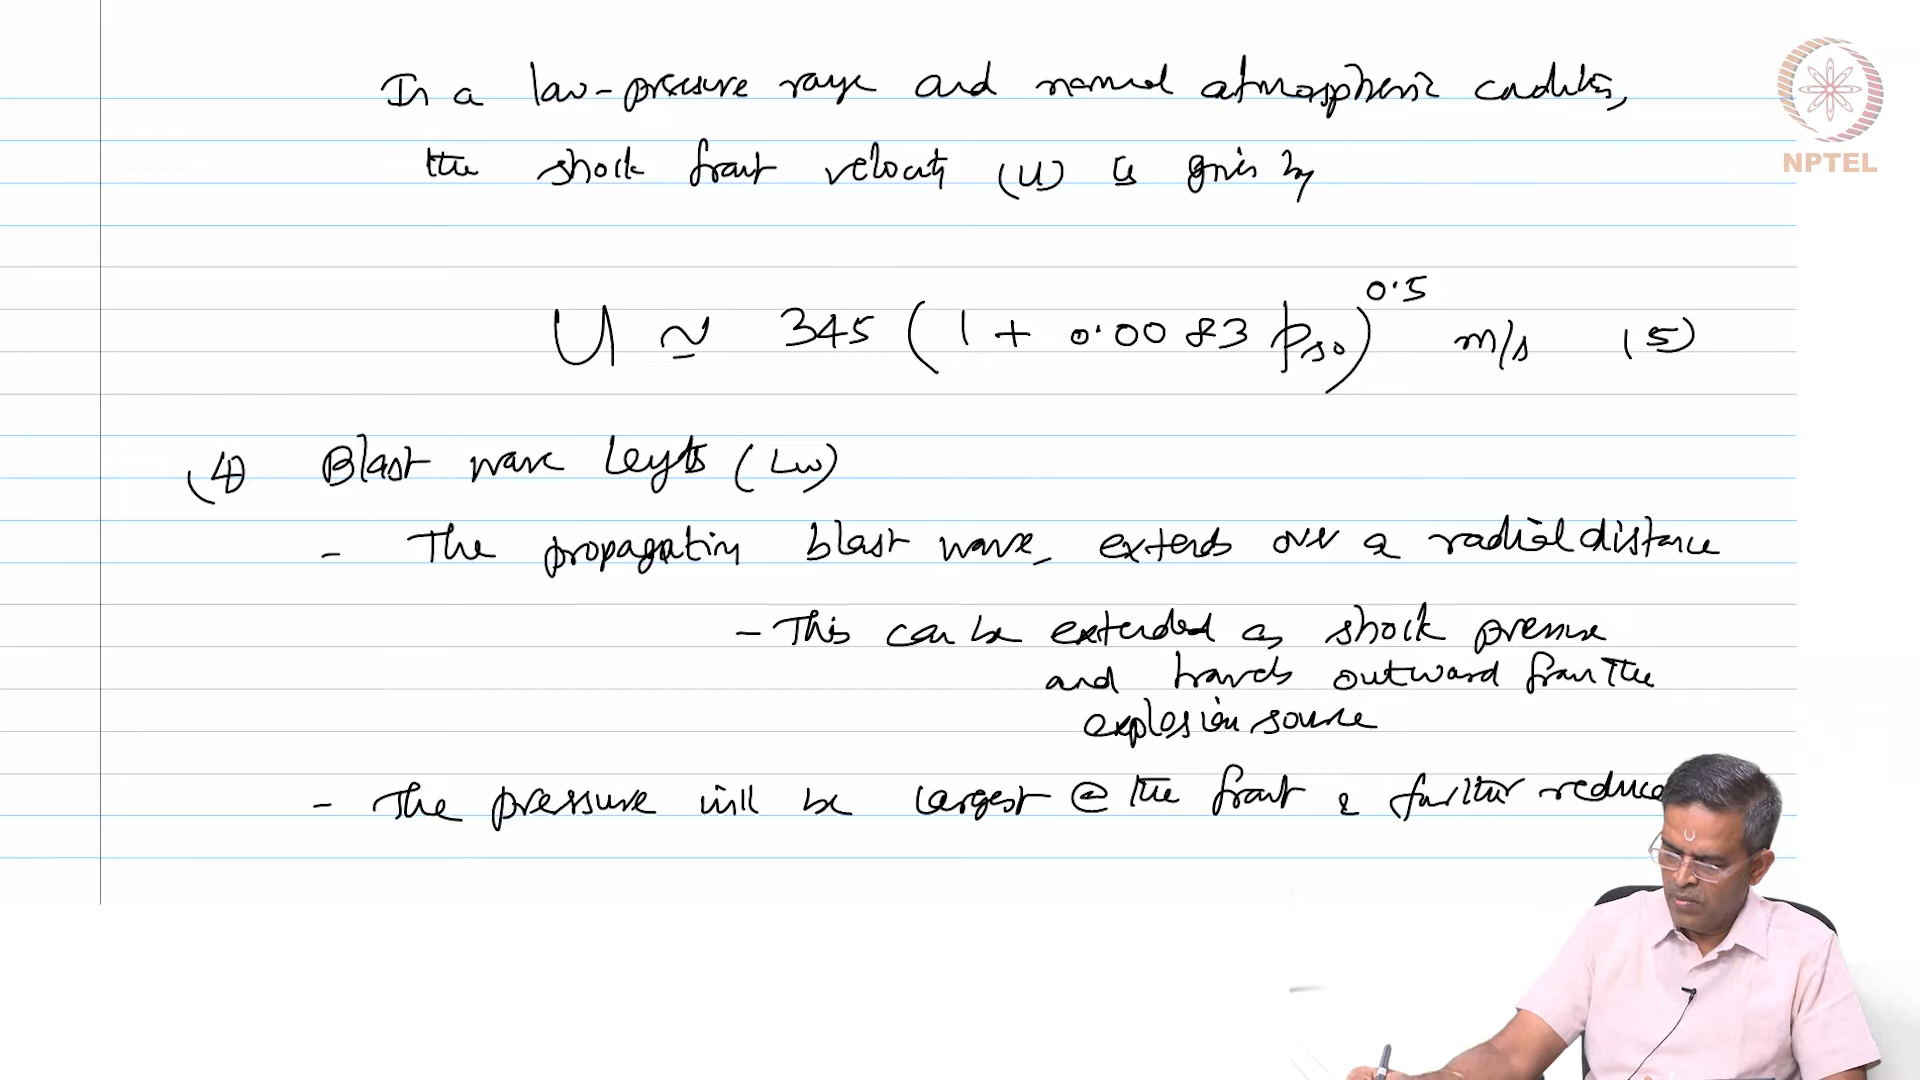 In a low-pressure range and normal atmospheric conditions,
the shock front velocity (U) is given by
U ≃ 345 (1 + 0.0083 pso)^0.5 m/s (5)
(4) Blast wave length (Lw)
- The propagating blast wave extends over a radial distance
- This can be extended as shock pressure
and travels outward from the
explosion source
- The pressure will be largest @ the front & further reduce
NPTEL